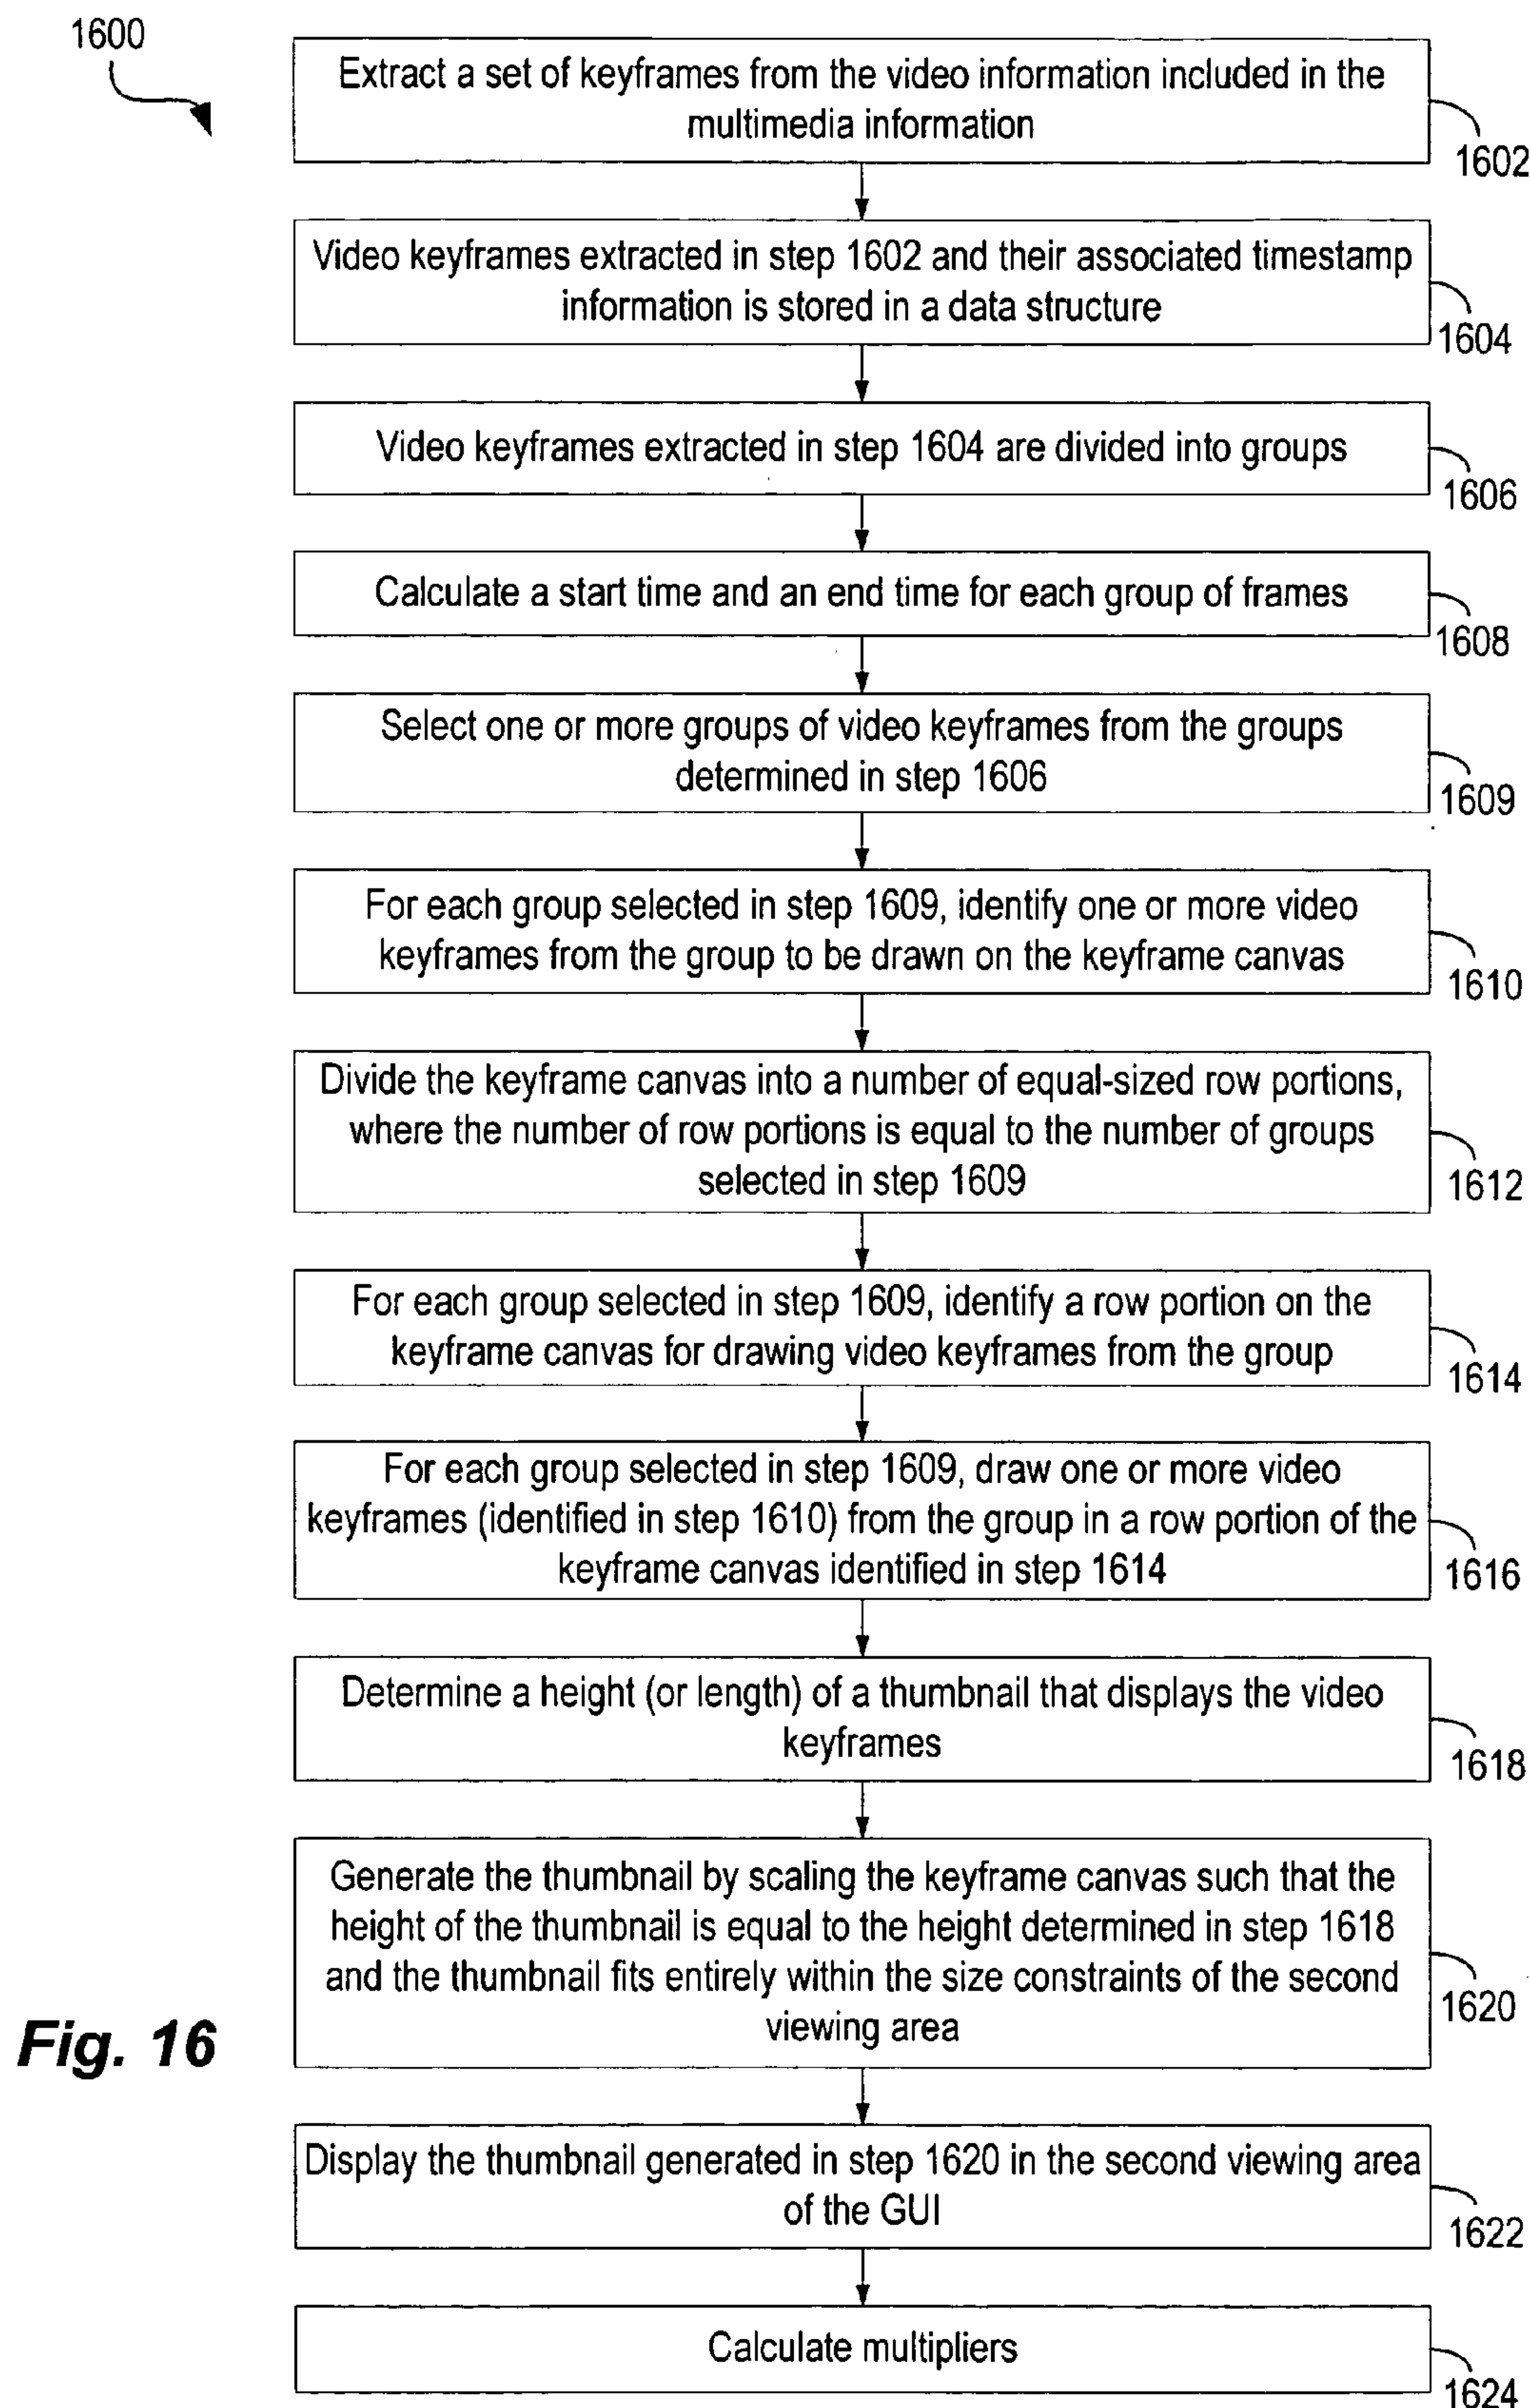 1600
Extract a set of keyframes from the video information included in the
multimedia information
1602
Video keyframes extracted in step 1602 and their associated timestamp
information is stored in a data structure
1604
Video keyframes extracted in step 1604 are divided into groups
1606
Calculate a start time and an end time for each group of frames
1608
Select one or more groups of video keyframes from the groups
determined in step 1606
1609
For each group selected in step 1609, identify one or more video
keyframes from the group to be drawn on the keyframe canvas
1610
Divide the keyframe canvas into a number of equal-sized row portions,
where the number of row portions is equal to the number of groups
selected in step 1609
1612
For each group selected in step 1609, identify a row portion on the
keyframe canvas for drawing video keyframes from the group
1614
For each group selected in step 1609, draw one or more video
keyframes (identified in step 1610) from the group in a row portion of the
keyframe canvas identified in step 1614
1616
Determine a height (or length) of a thumbnail that displays the video
keyframes
1618
Generate the thumbnail by scaling the keyframe canvas such that the
height of the thumbnail is equal to the height determined in step 1618
and the thumbnail fits entirely within the size constraints of the second
viewing area
1620
Fig. 16
Display the thumbnail generated in step 1620 in the second viewing area
of the GUI
1622
Calculate multipliers
1624